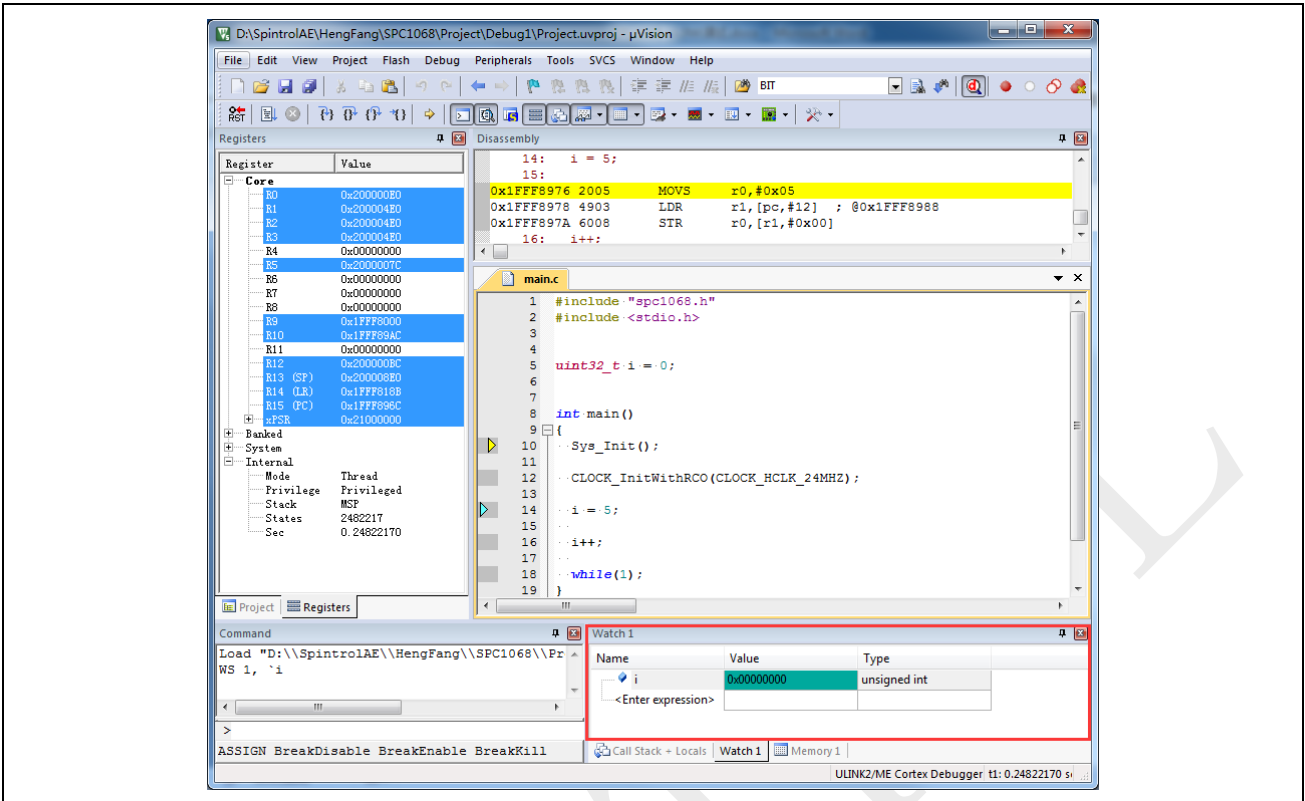 D:\SpintrolAE\HengFang\SPC1068\Project\Debug1\Project.uvproj - µVision
File Edit View Project Flash Debug Peripherals Tools SVCS Window Help
BIT
RST
Registers
Register Value
Core
R0 0x200000E0
R1 0x200004E0
R2 0x200004E0
R3 0x200004E0
R4 0x00000000
R5 0x2000007C
R6 0x00000000
R7 0x00000000
R8 0x00000000
R9 0x1FFF8000
R10 0x1FFF89AC
R11 0x00000000
R12 0x200000BC
R13 (SP) 0x200008E0
R14 (LR) 0x1FFF818B
R15 (PC) 0x1FFF896C
xPSR 0x21000000
Banked
System
Internal
Mode Thread
Privilege Privileged
Stack MSP
States 2482217
Sec 0.24822170
Project Registers
Disassembly
14: i = 5;
15:
0x1FFF8976 2005 MOVS r0,#0x05
0x1FFF8978 4903 LDR r1,[pc,#12] ; @0x1FFF8988
0x1FFF897A 6008 STR r0,[r1,#0x00]
16: i++;
main.c
1 #include "spc1068.h"
2 #include <stdio.h>
3
4
5 uint32_t i = 0;
6
7
8 int main()
9 {
10 Sys_Init();
11
12 CLOCK_InitWithRCO(CLOCK_HCLK_24MHZ);
13
14 i = 5;
15
16 i++;
17
18 while(1);
19 }
Command
Load "D:\\SpintrolAE\\HengFang\\SPC1068\\Pr
WS 1, `i
>
ASSIGN BreakDisable BreakEnable BreakKill
Watch 1
Name Value Type
i 0x00000000 unsigned int
<Enter expression>
Call Stack + Locals Watch 1 Memory 1
ULINK2/ME Cortex Debugger t1: 0.24822170